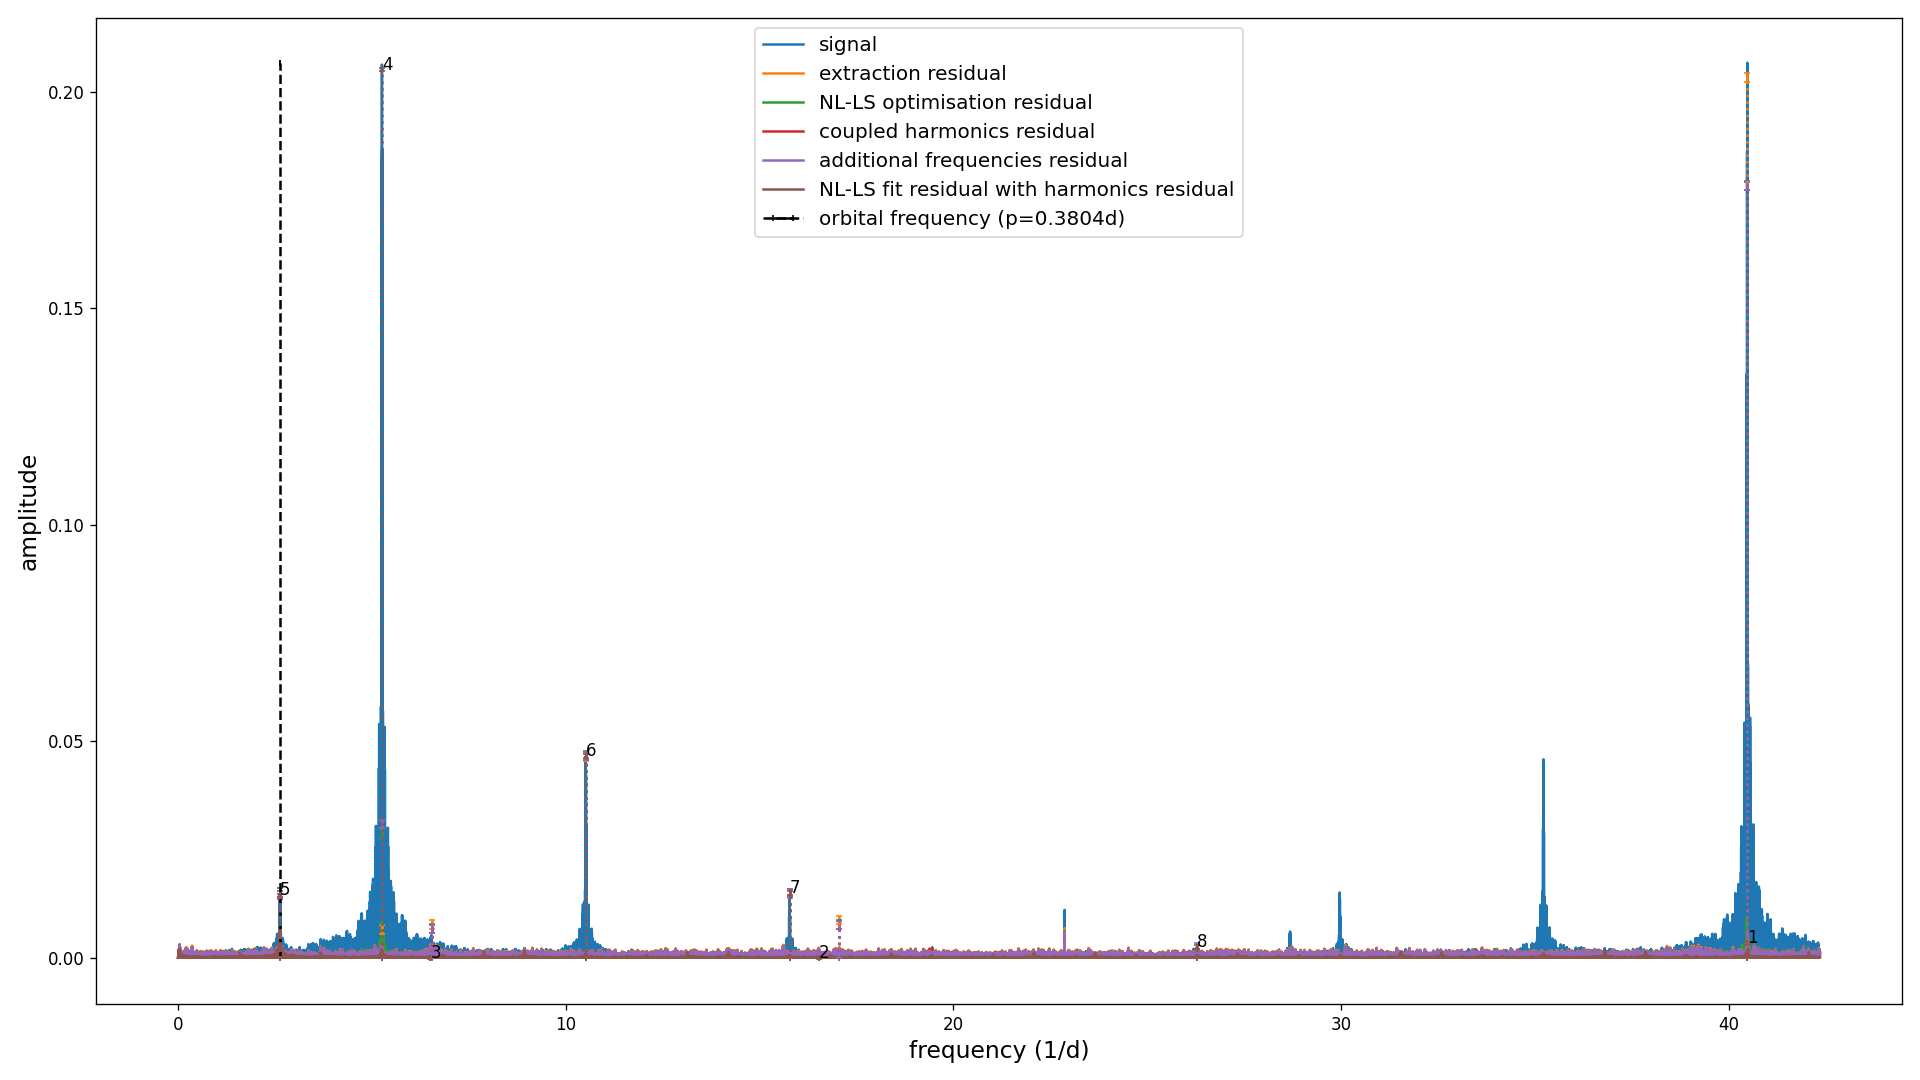 signal
extraction residual
NL-LS optimisation residual
coupled harmonics residual
additional frequencies residual
NL-LS fit residual with harmonics residual
orbital frequency (p=0.3804d)
amplitude
0.20
0.15
0.10
0.05
0.00
4
5
6
7
3
2
8
1
0
10
20
30
40
frequency (1/d)